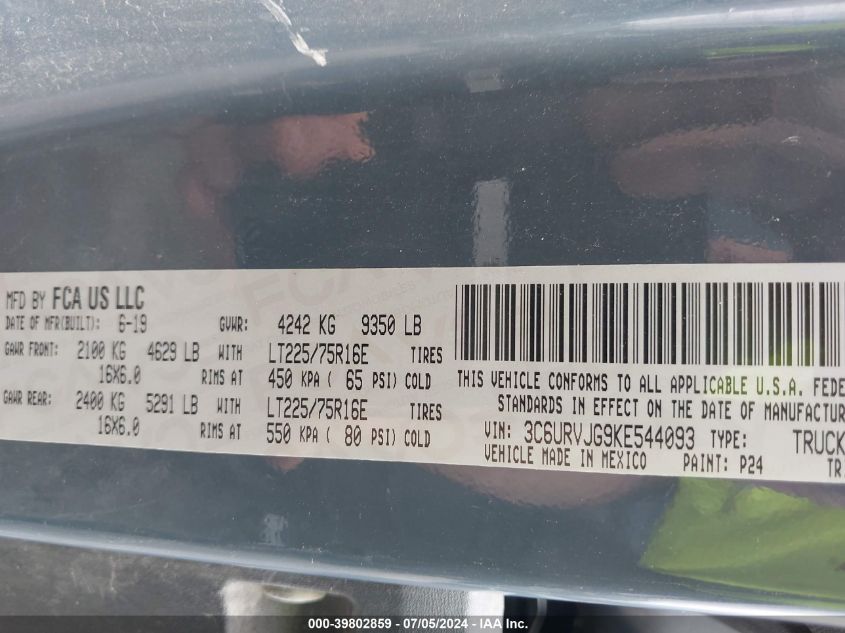 MFD BY FCA US LLC
DATE OF MFR(BUILT): 6-19 GVWR: 4242 KG 9350 LB
GAWR FRONT: 2100 KG 4629 LB WITH LT225/75R16E TIRES
16X6.0 RIMS AT 450 KPA ( 65 PSI) COLD
GAWR REAR: 2400 KG 5291 LB WITH LT225/75R16E TIRES
16X6.0 RIMS AT 550 KPA ( 80 PSI) COLD
THIS VEHICLE CONFORMS TO ALL APPLICABLE U.S.A. FEDE
STANDARDS IN EFFECT ON THE DATE OF MANUFACTUR
VIN: 3C6URVJG9KE544093 TYPE: TRUCK
VEHICLE MADE IN MEXICO PAINT: P24 TR
000-39802859 - 07/05/2024 - IAA Inc.